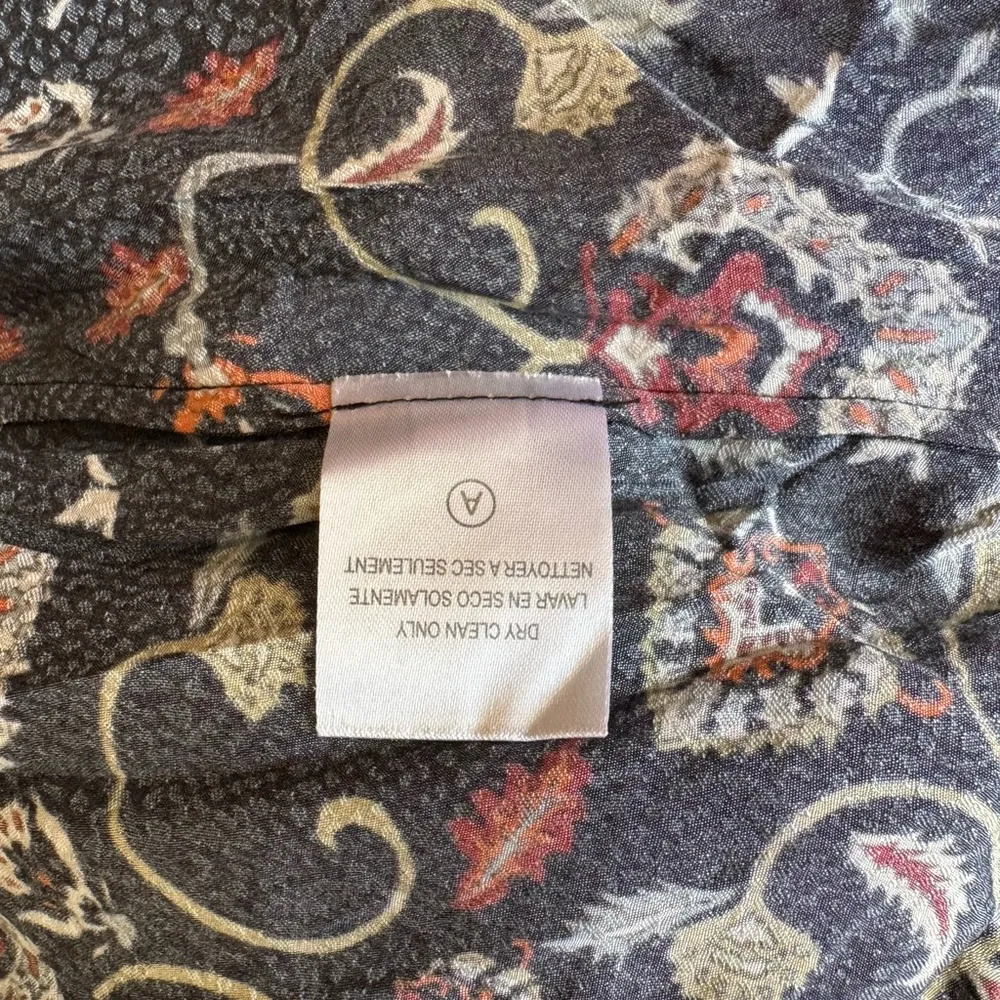 DRY CLEAN ONLY
LAVAR EN SECO SOLAMENTE
NETTOYER A SEC SEULEMENT
A